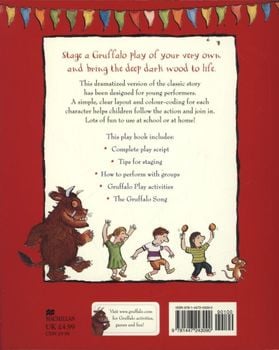 Stage a Gruffalo Play of your very own
and bring the deep dark wood to life.
This dramatized version of the classic story
has been designed for young performers.
A simple, clear layout and colour-coding for each
character helps children follow the action and join in.
Lots of fun to use at school or at home!
This play book includes:
• Complete play script
• Tips for staging
• How to perform with groups
• Gruffalo Play activities
• The Gruffalo Song
MACMILLAN
UK £4.99
Visit www.gruffalo.com
for Gruffalo activities,
games and fun!
90100
9 781447 243090